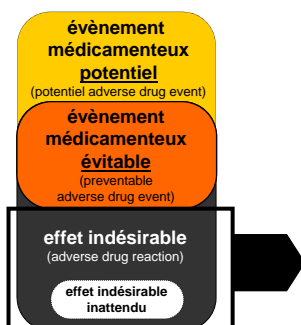 évènement
médicamenteux
potentiel
(potentiel adverse drug event)
évènement
médicamenteux
évitable
(preventable
adverse drug event)
effet indésirable
(adverse drug reaction)
effet indésirable
inattendu